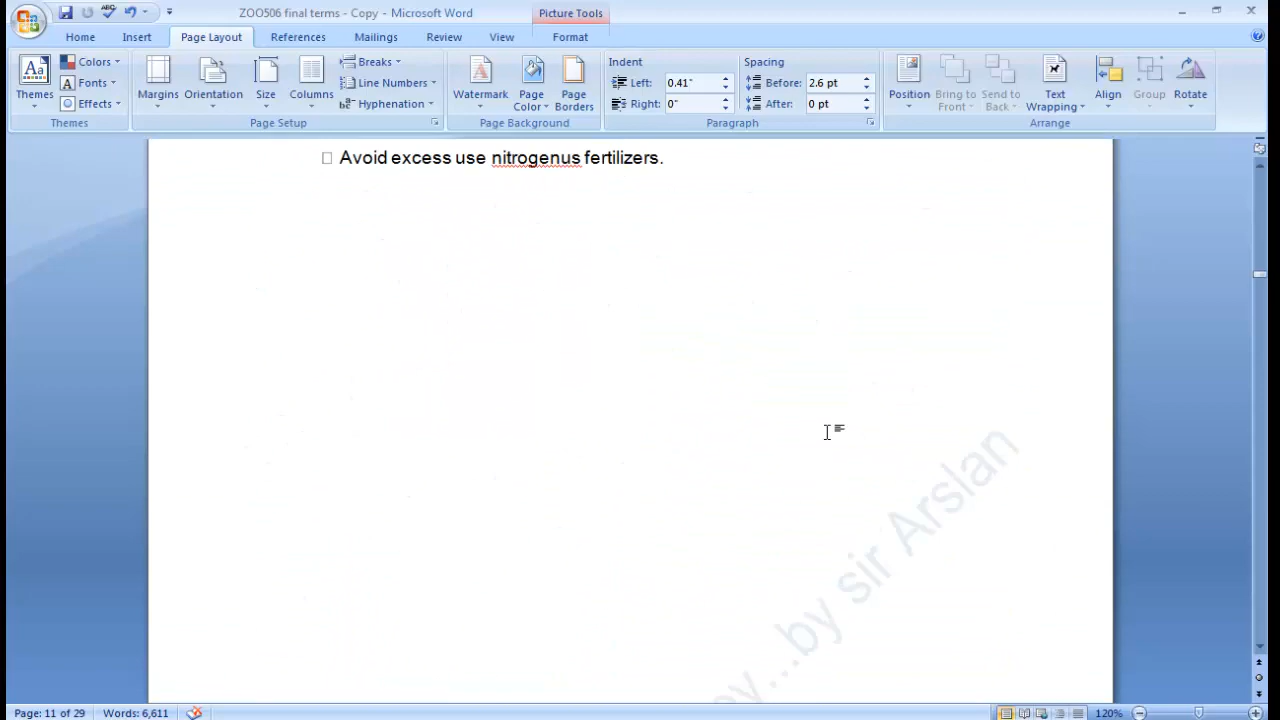 ZOO506 final terms - Copy - Microsoft Word
Picture Tools
Home Insert Page Layout References Mailings Review View Format
Themes
Colors
Fonts
Effects
Themes
Margins
Orientation
Size
Columns
Breaks
Line Numbers
Hyphenation
Page Setup
Watermark
Page Color
Page Borders
Page Background
Indent
Left: 0.41"
Right: 0"
Spacing
Before: 2.6 pt
After: 0 pt
Paragraph
Position
Bring to Front
Send to Back
Text Wrapping
Align
Group
Rotate
Arrange
Avoid excess use nitrogenus fertilizers.
...by sir Arslan
Page: 11 of 29 Words: 6,611 120%